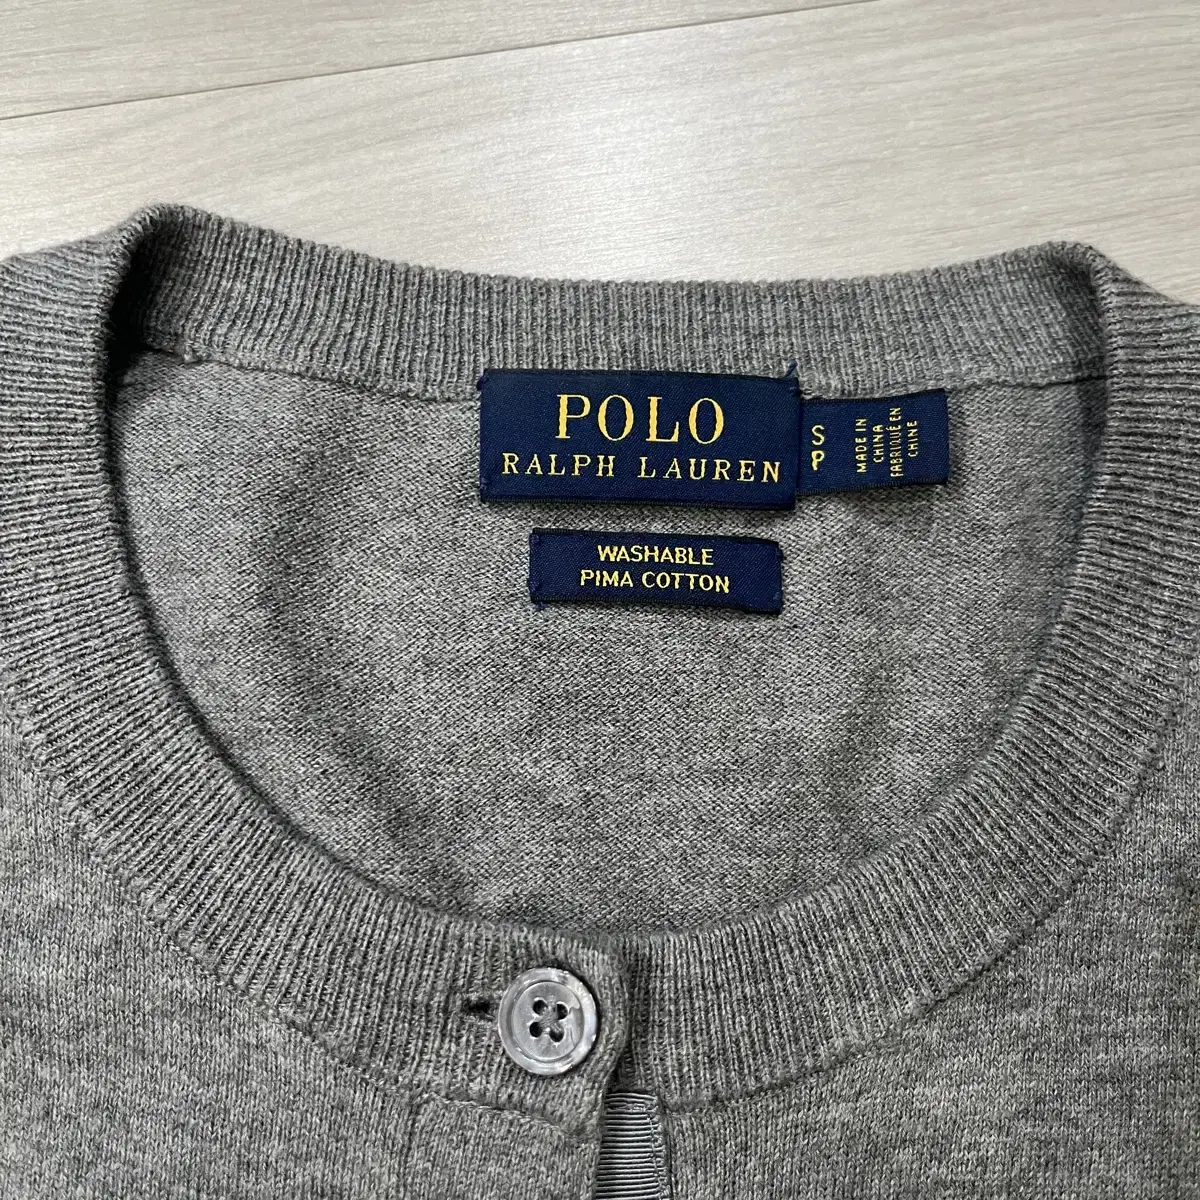 POLO
RALPH LAUREN
S
P
MADE IN
CHINA
FABRIQUÉ EN
CHINE
WASHABLE
PIMA COTTON